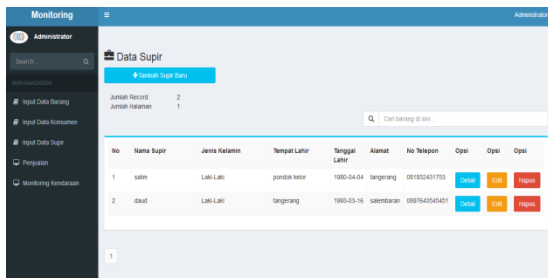 Monitoring
Administrator
Administrator
Search...
Data Supir
+Tambah Supir Baru
MAIN NAVIGATION
Jumlah Record 2
Jumlah Halaman 1
Input Data Barang
Input Data Konsumen
Cari barang di sini ..
Input Data Supir
Penjualan
Monitoring Kendaraan
No Nama Supir Jenis Kelamin Tempat Lahir Tanggal Lahir Alamat No Telepon Opsi Opsi Opsi
1 salim Laki-Laki pondok kelor 1980-04-04 tangerang 081932431753 Detail Edit Hapus
2 daud Laki-Laki tangerang 1993-03-16 salembaran 0897643545451 Detail Edit Hapus
1